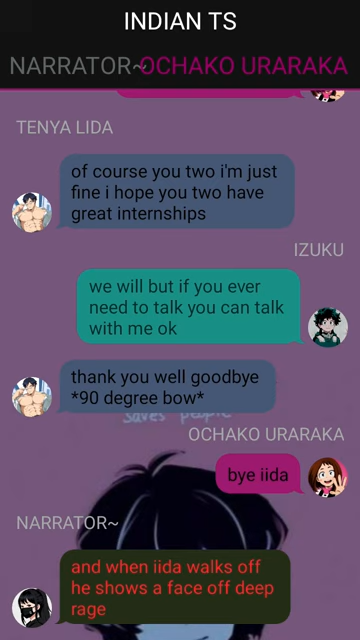 INDIAN TS
NARRATOR~
OCHAKO URARAKA
TENYA LIDA
of course you two i'm just
fine i hope you two have
great internships
IZUKU
we will but if you ever
need to talk you can talk
with me ok
thank you well goodbye
*90 degree bow*
saves people
OCHAKO URARAKA
bye iida
NARRATOR~
and when iida walks off
he shows a face off deep
rage